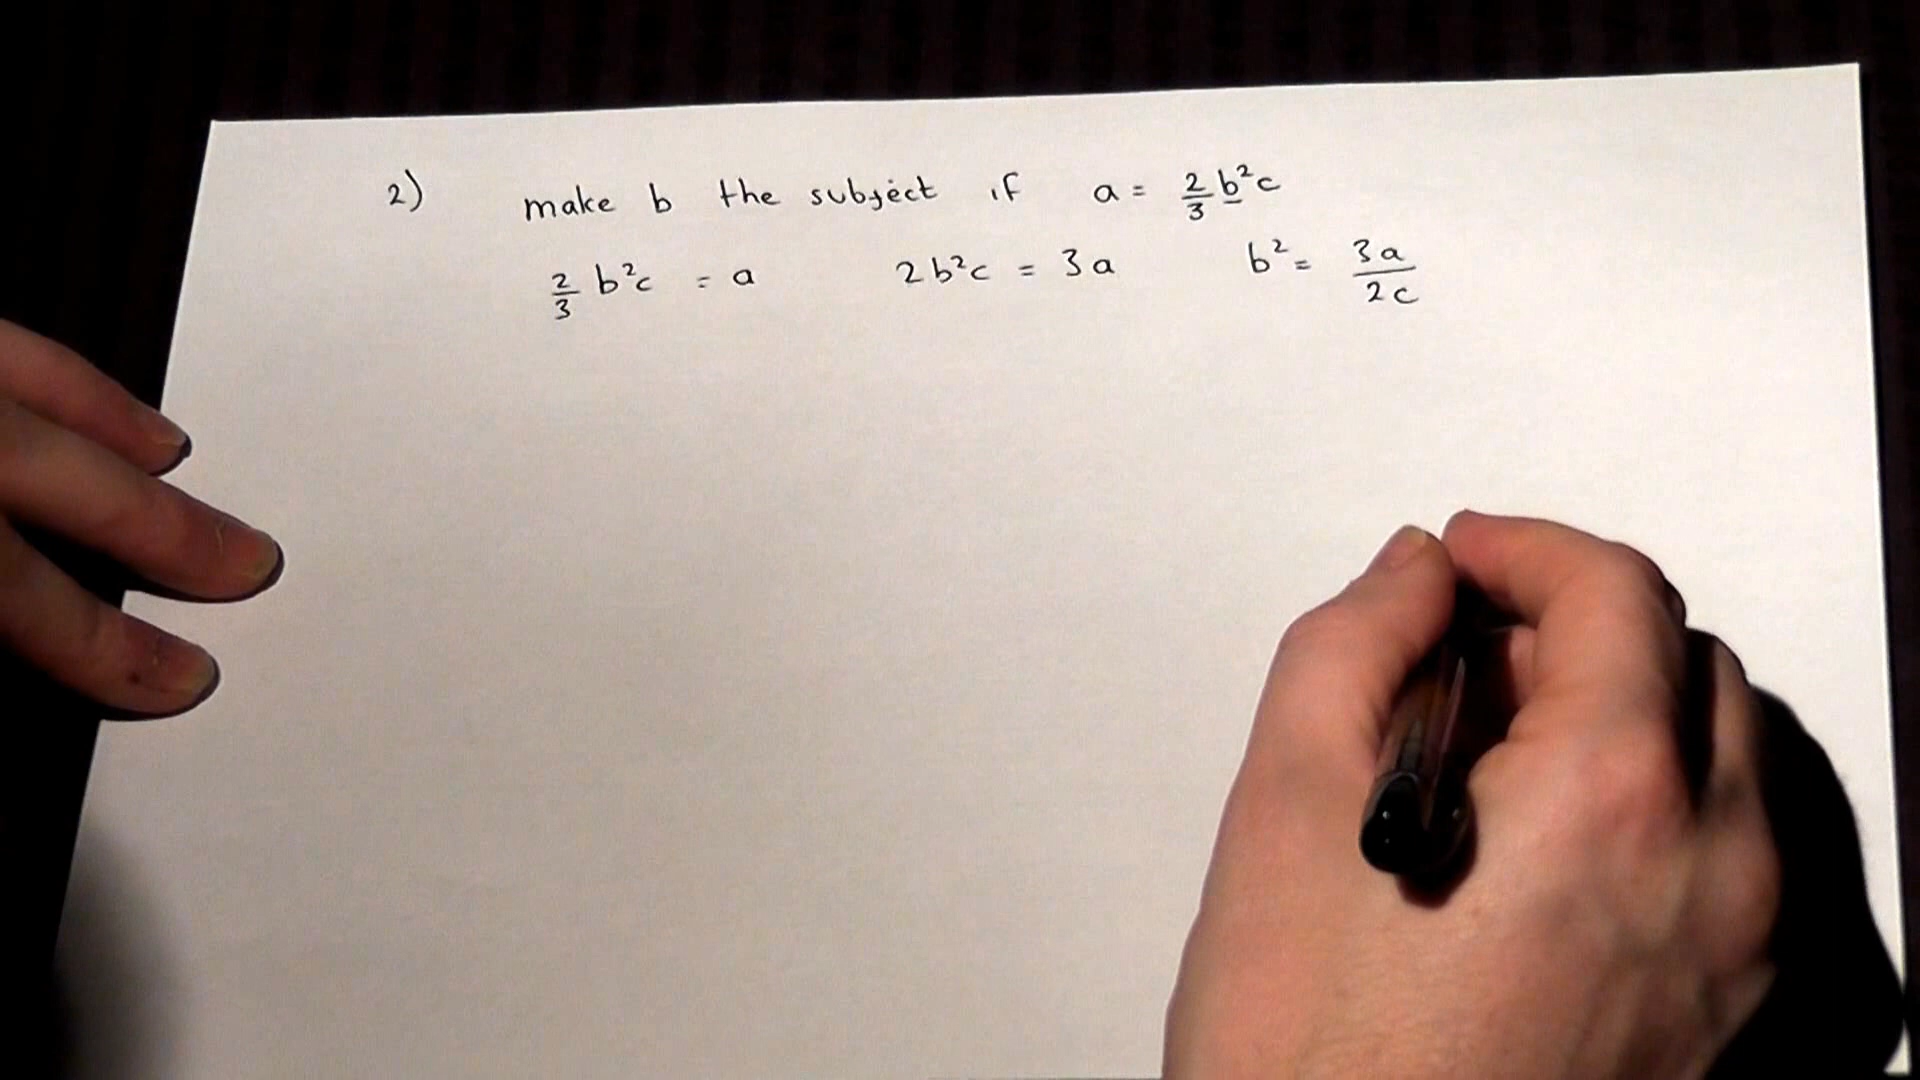 2) make b the subject if a = 2/3 b²c
2/3 b²c = a 2b²c = 3a b² = 3a/2c